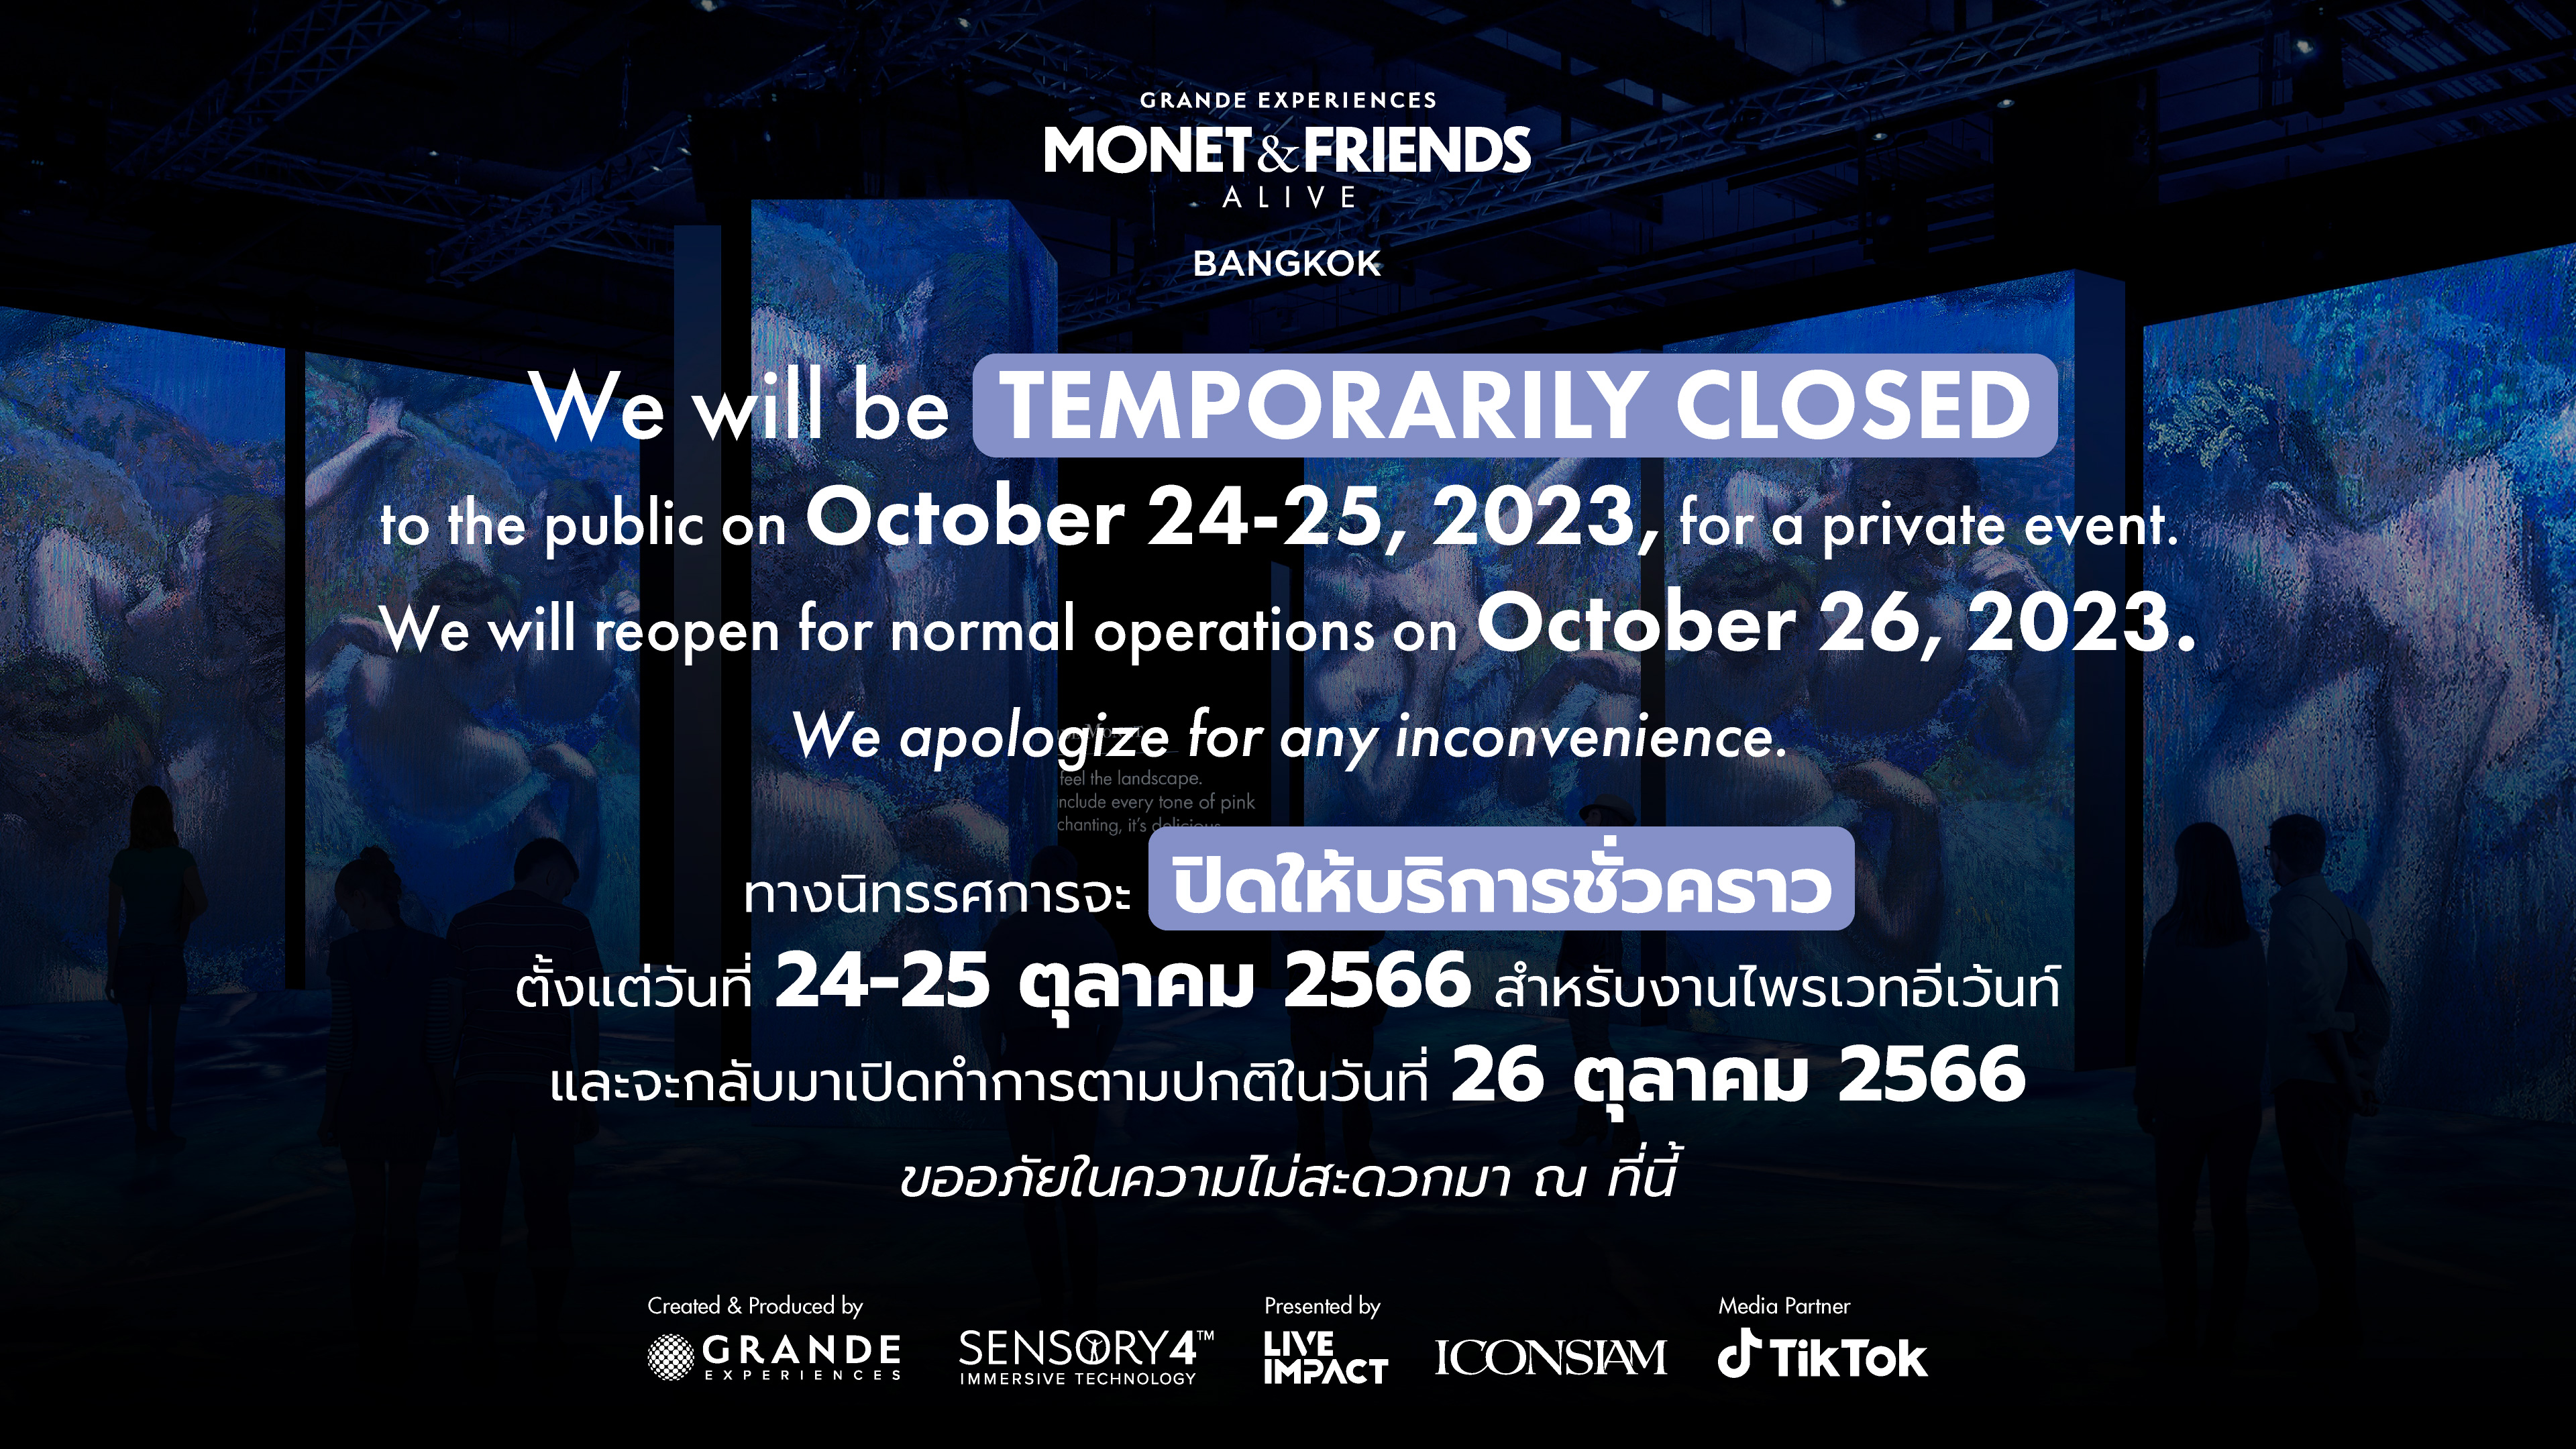 GRANDE EXPERIENCES
MONET & FRIENDS
ALIVE
BANGKOK
We will be TEMPORARILY CLOSED
to the public on October 24-25, 2023, for a private event.
We will reopen for normal operations on October 26, 2023.
We apologize for any inconvenience.
feel the landscape.
nclude every tone of pink
chanting, it's
ทางนิทรรศการจะ ปิดให้บริการชั่วคราว
ตั้งแต่วันที่ 24-25 ตุลาคม 2566 สำหรับงานไพรเวทอีเว้นท์
และจะกลับมาเปิดทำการตามปกติในวันที่ 26 ตุลาคม 2566
ขออภัยในความไม่สะดวกมา ณ ที่นี้
Created & Produced by
GRANDE
EXPERIENCES
SENSORY4™
IMMERSIVE TECHNOLOGY
Presented by
LIVE
IMPACT
ICONSIAM
Media Partner
TikTok